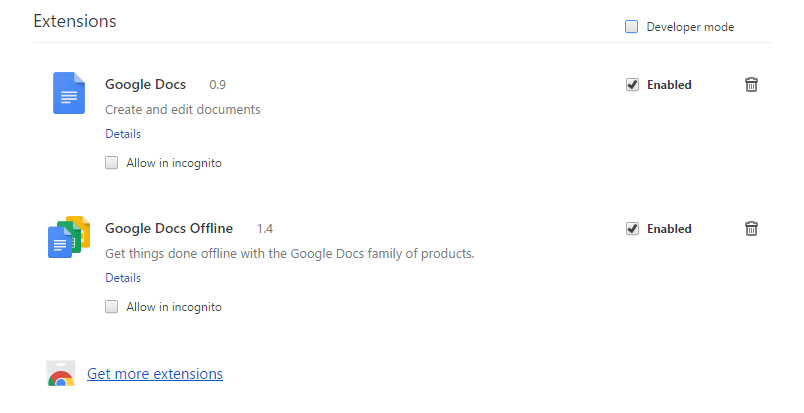 Extensions
Developer mode
Google Docs 0.9
Enabled
Create and edit documents
Details
Allow in incognito
Google Docs Offline 1.4
Enabled
Get things done offline with the Google Docs family of products.
Details
Allow in incognito
Get more extensions